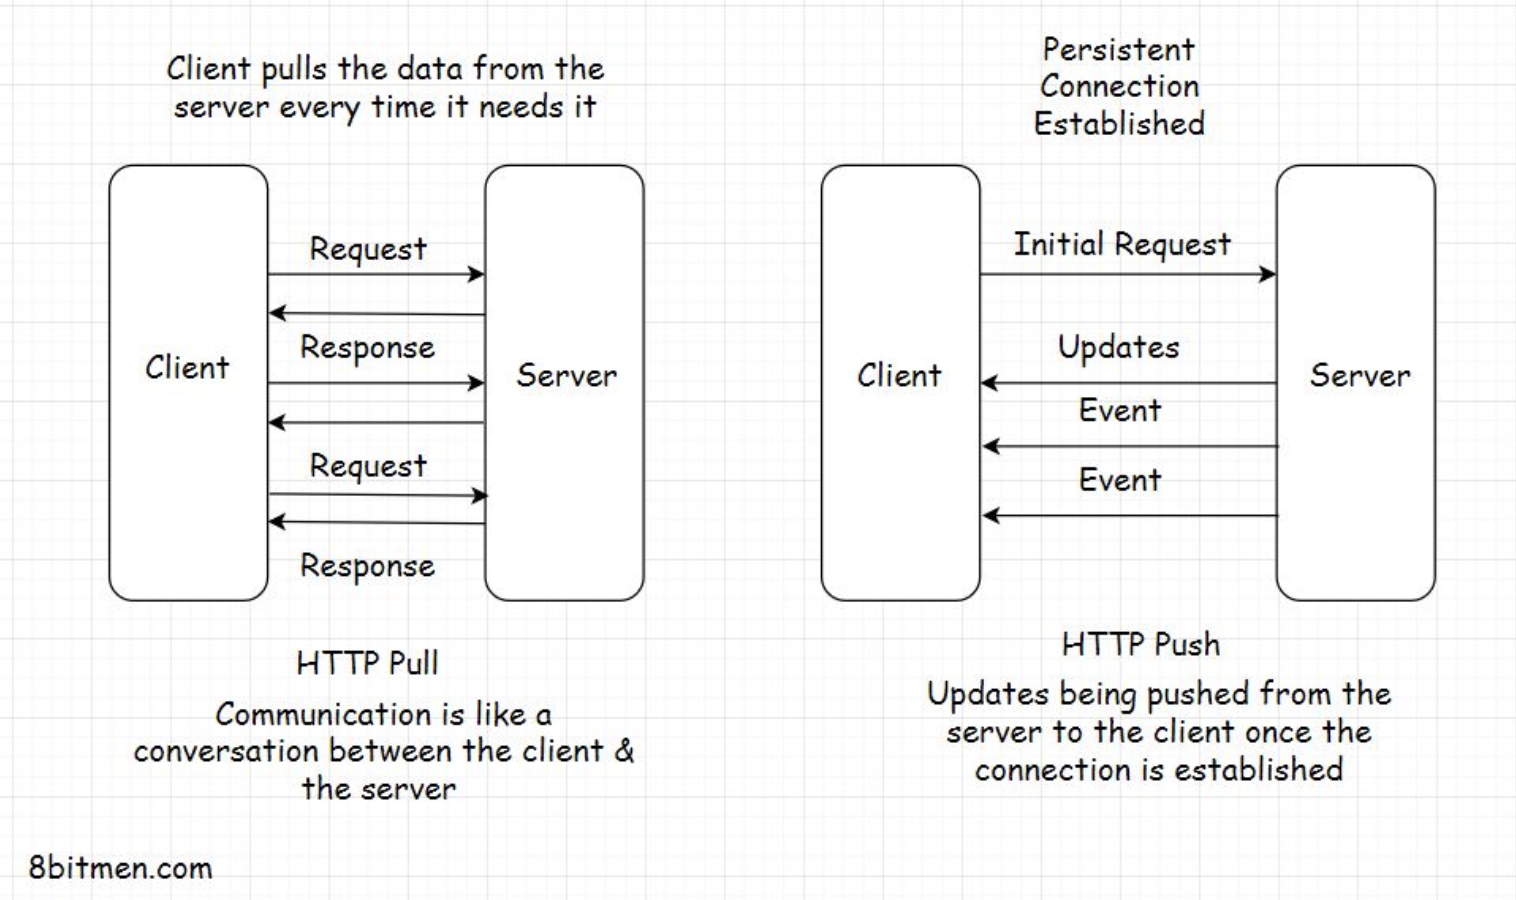 Client pulls the data from the
server every time it needs it
Client
Request
Response
Request
Response
Server
HTTP Pull
Communication is like a
conversation between the client &
the server
Persistent
Connection
Established
Client
Initial Request
Updates
Event
Event
Server
HTTP Push
Updates being pushed from the
server to the client once the
connection is established
8bitmen.com